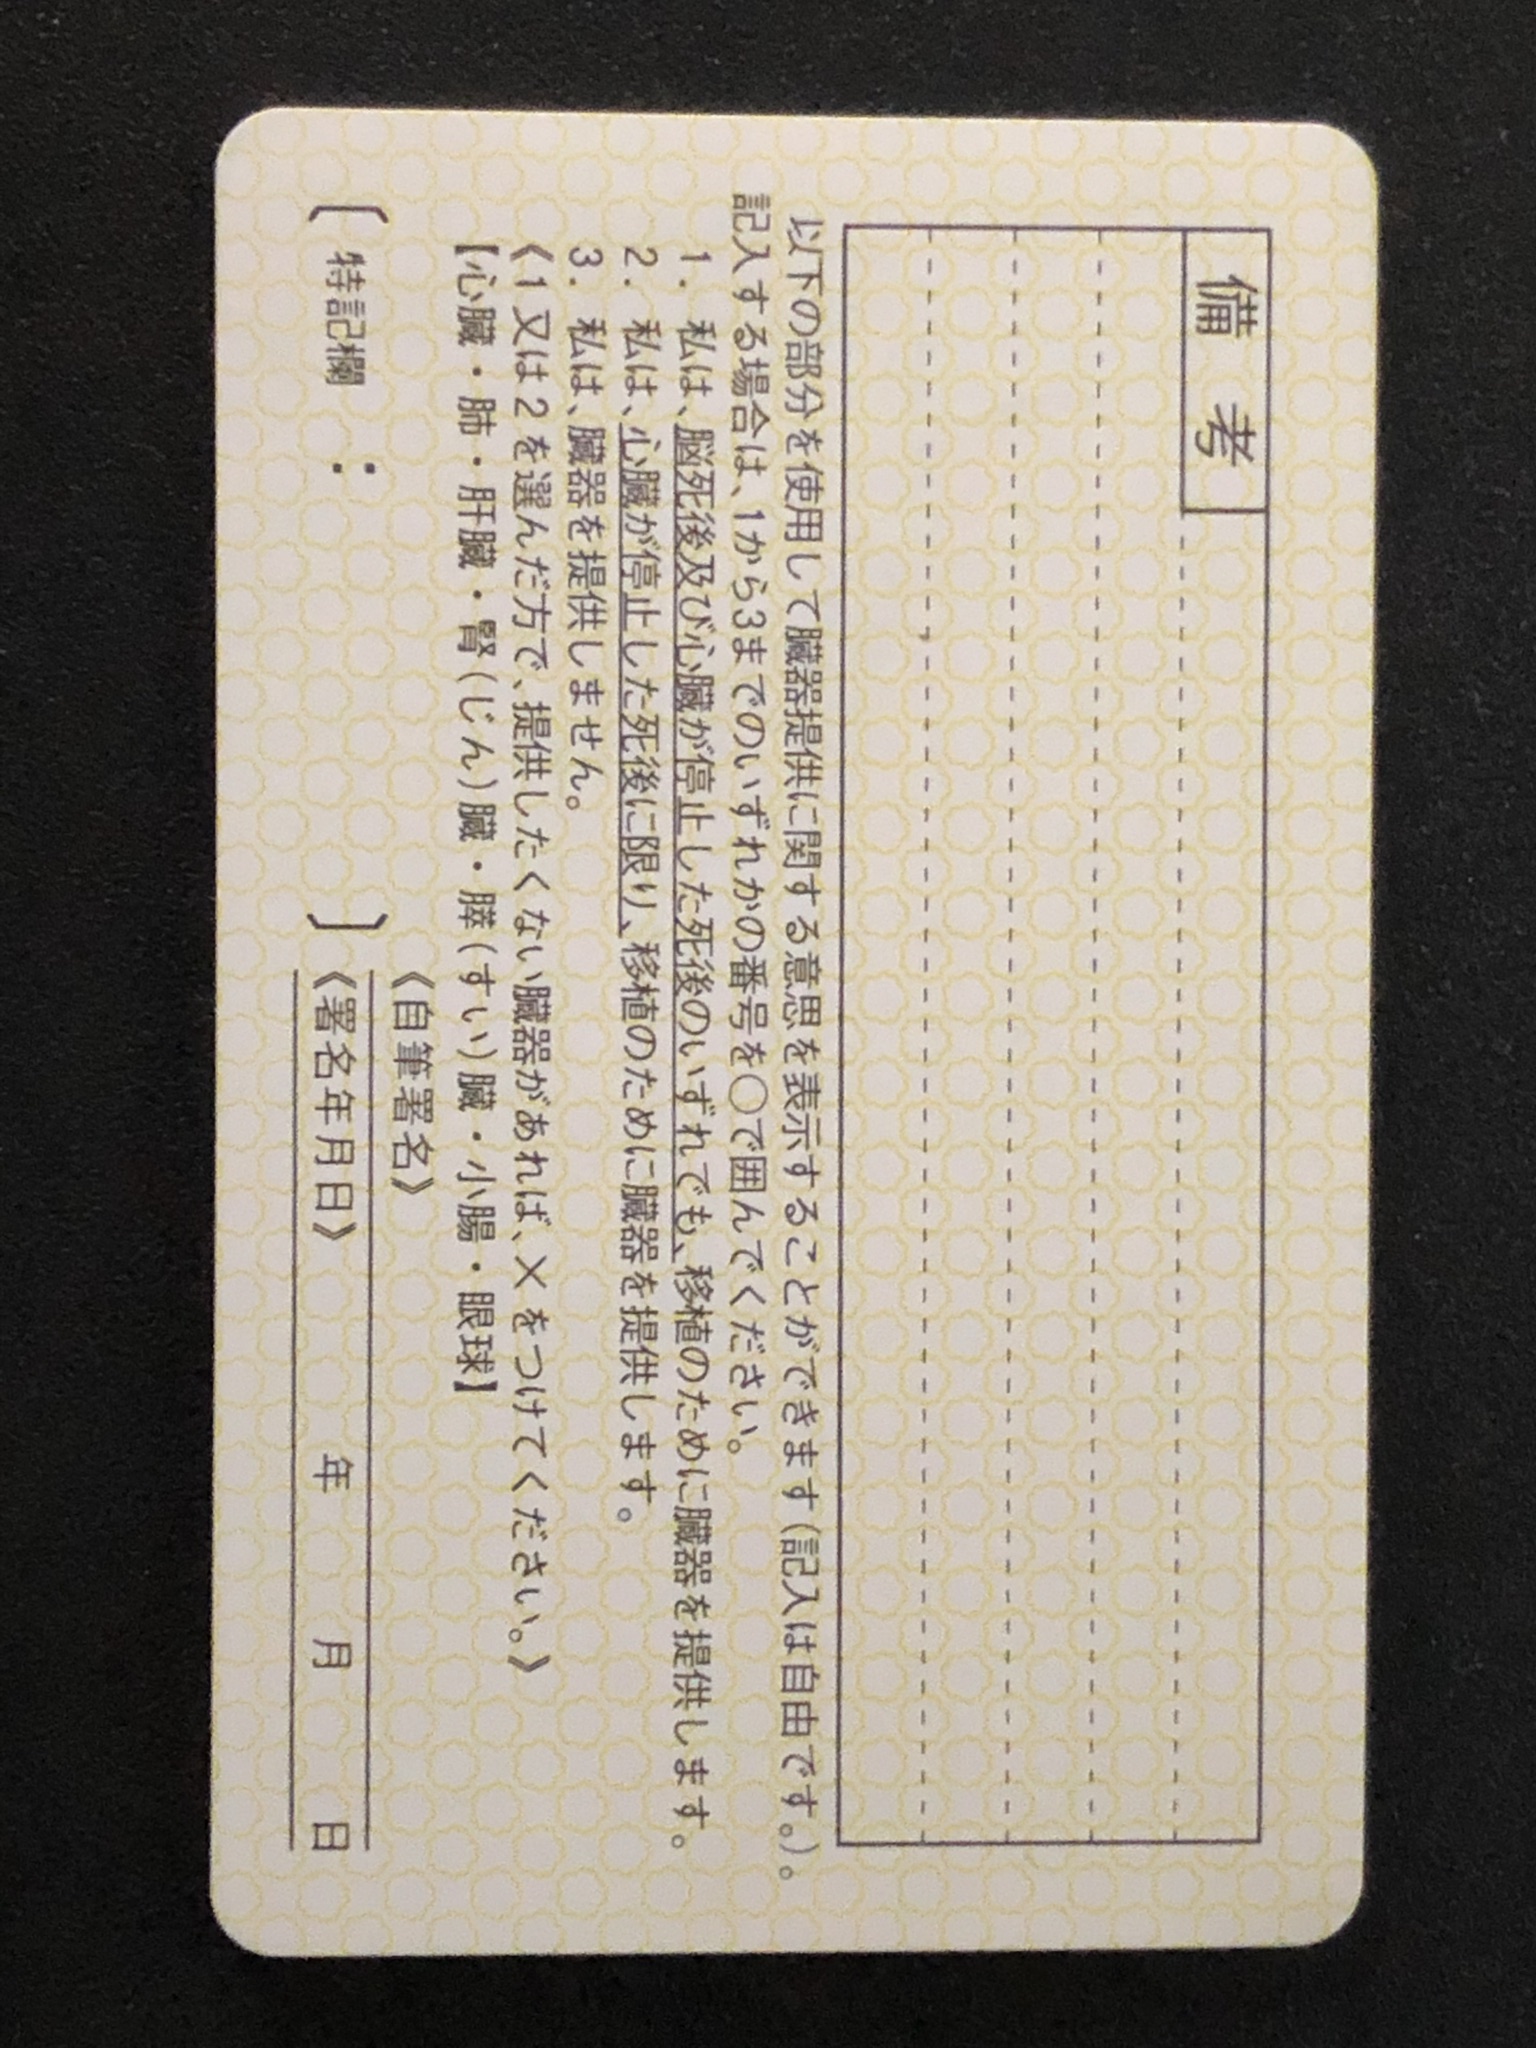 備考
以下の部分を使用して臓器提供に関する意思を表示することができます(記入は自由です。)。
記入する場合は、1から3までのいずれかの番号を〇で囲んでください。
1. 私は、脳死後及び心臓が停止した死後のいずれでも、移植のために臓器を提供します。
2. 私は、心臓が停止した死後に限り、移植のために臓器を提供します。
3. 私は、臓器を提供しません。
《1又は2を選んだ方で、提供したくない臓器があれば、×をつけてください。》
【心臓・肺・肝臓・腎(じん)臓・膵(すい)臓・小腸・眼球】
《自筆署名》
〔特記欄: 〕
《署名年月日》 年 月 日